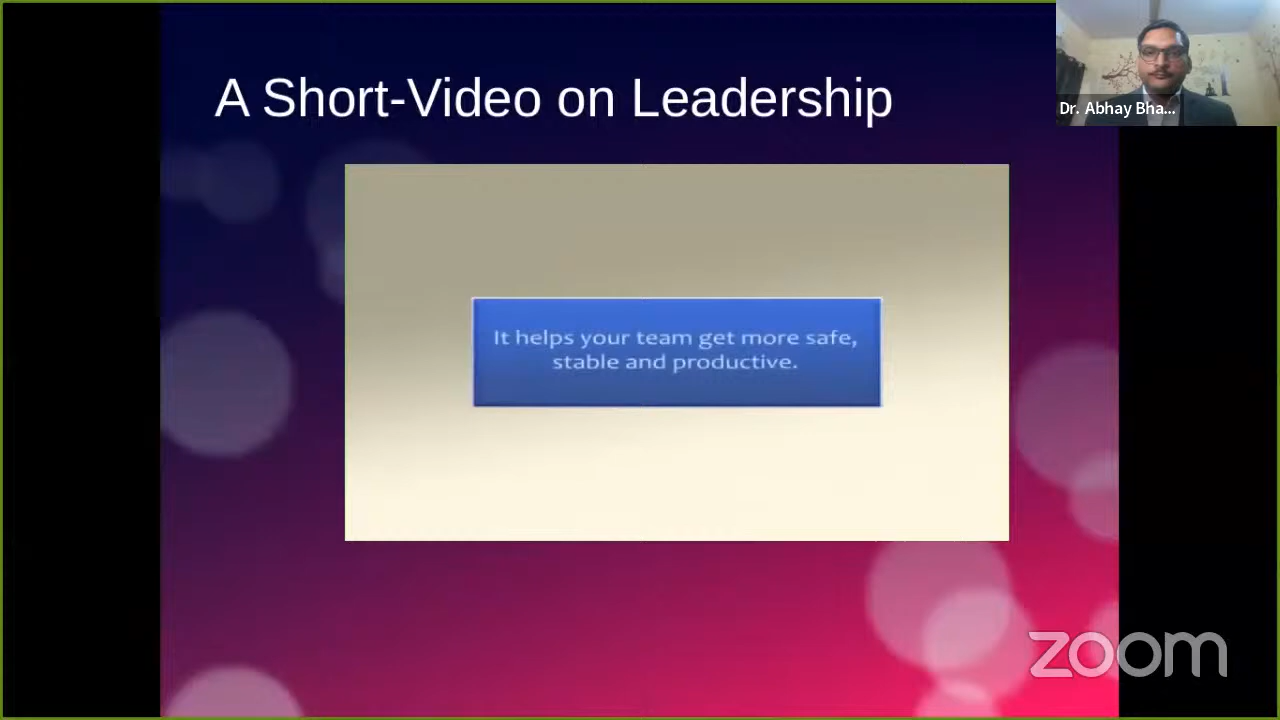 A Short-Video on Leadership
Dr. Abhay Bha...
It helps your team get more safe,
stable and productive.
zoom